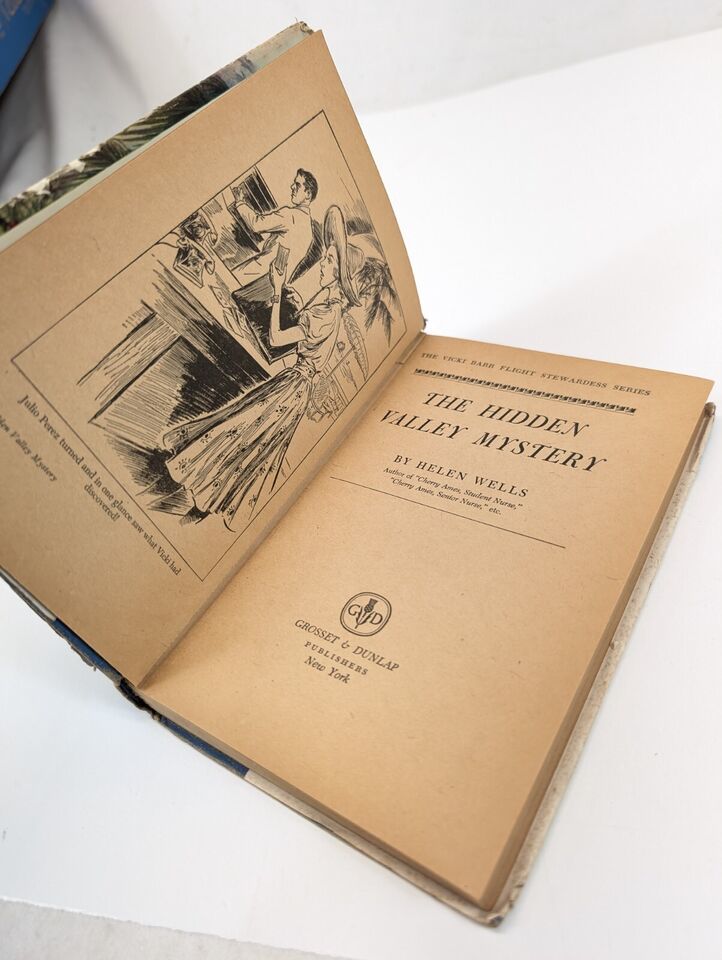 Julio Perez turned and in one glance saw what Vicki had
discovered!
Valley Mystery
THE VICKI BARR FLIGHT STEWARDESS SERIES
THE HIDDEN
VALLEY MYSTERY
BY HELEN WELLS
Author of "Cherry Ames, Student Nurse,"
"Cherry Ames, Senior Nurse," etc.
G D
GROSSET & DUNLAP
PUBLISHERS
New York